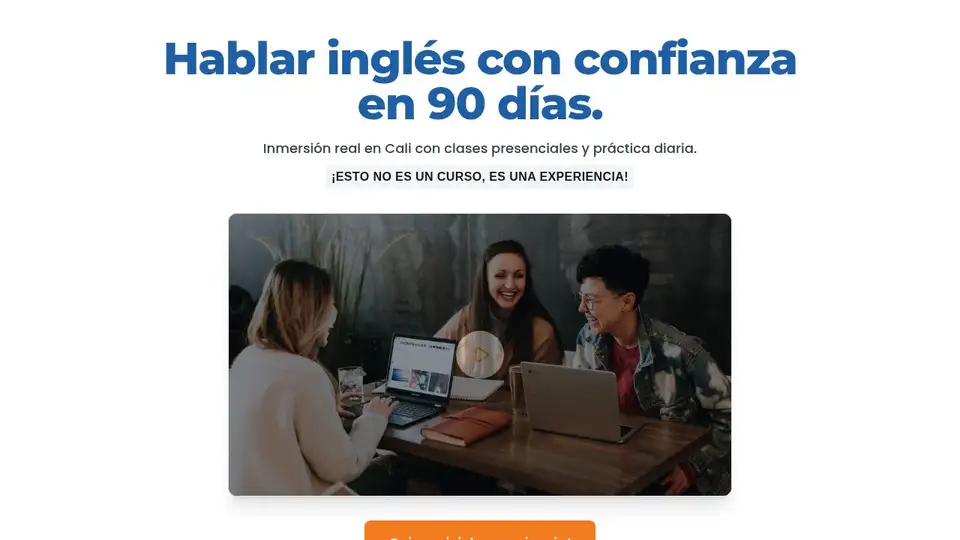 Hablar inglés con confianza
en 90 días.
Inmersión real en Cali con clases presenciales y práctica diaria.
¡ESTO NO ES UN CURSO, ES UNA EXPERIENCIA!